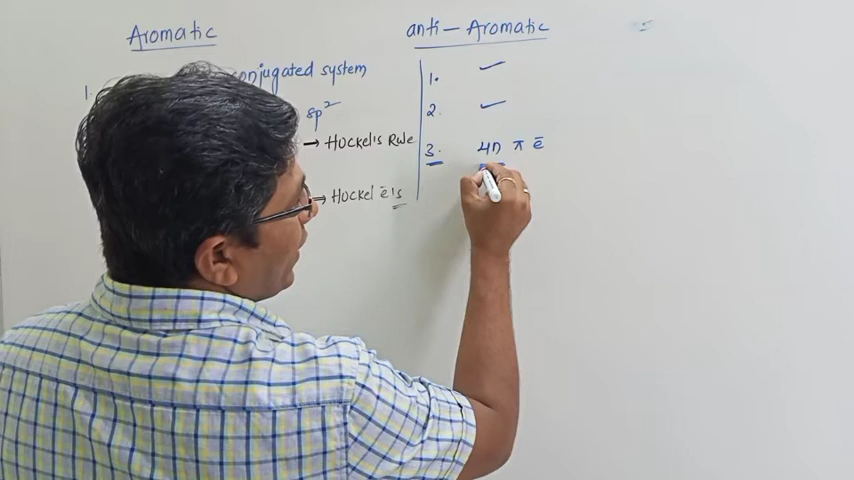 Aromatic
anti - Aromatic
1. conjugated system
sp²
→ Huckel's Rule
→ Huckel ē's
1. ✓
2. ✓
3. 4n π ē